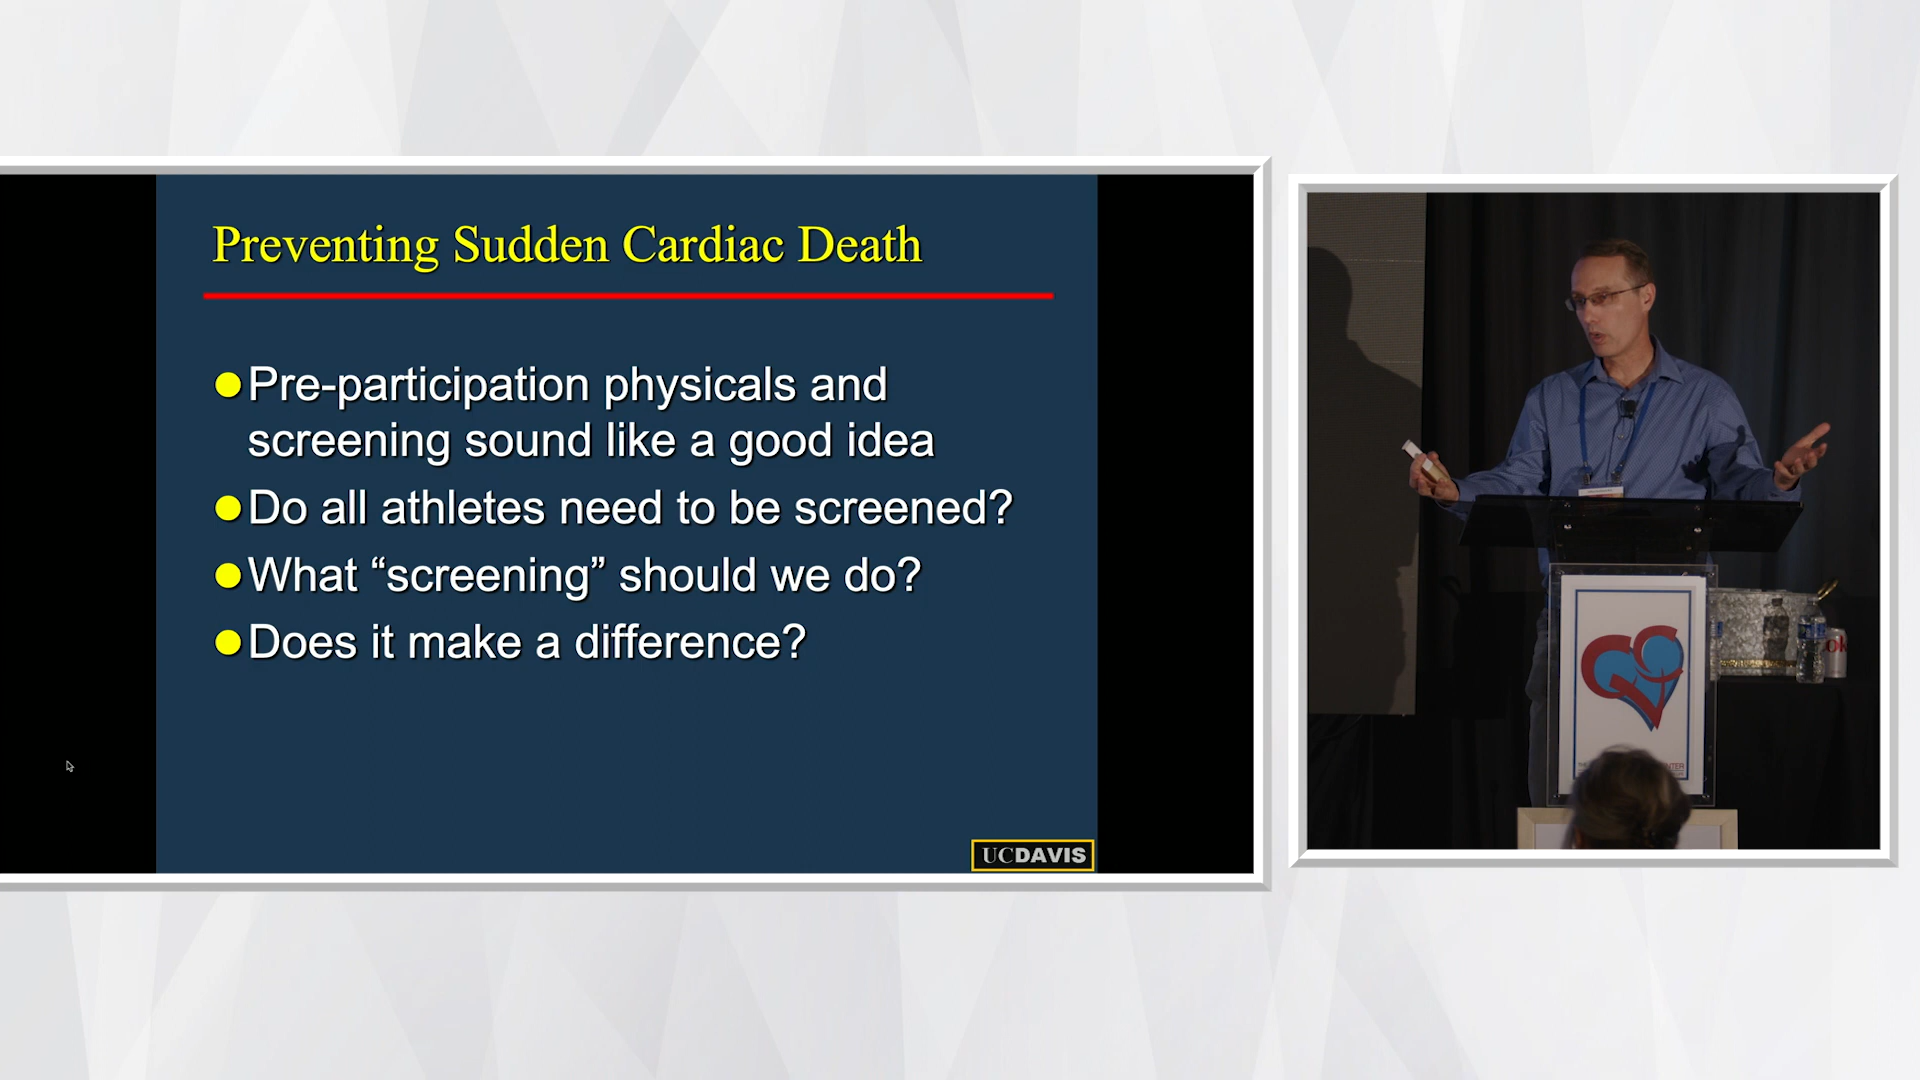 Preventing Sudden Cardiac Death
Pre-participation physicals and
screening sound like a good idea
Do all athletes need to be screened?
What “screening” should we do?
Does it make a difference?
UCDAVIS